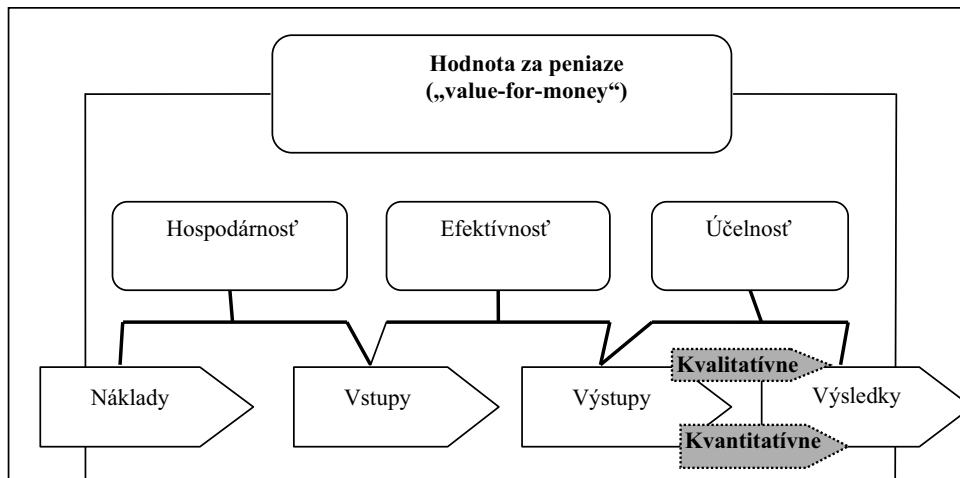 Hodnota za peniaze
(„value-for-money“)
Hospodárnosť
Efektívnosť
Účelnosť
Náklady
Vstupy
Výstupy
Kvalitatívne
Výsledky
Kvantitatívne